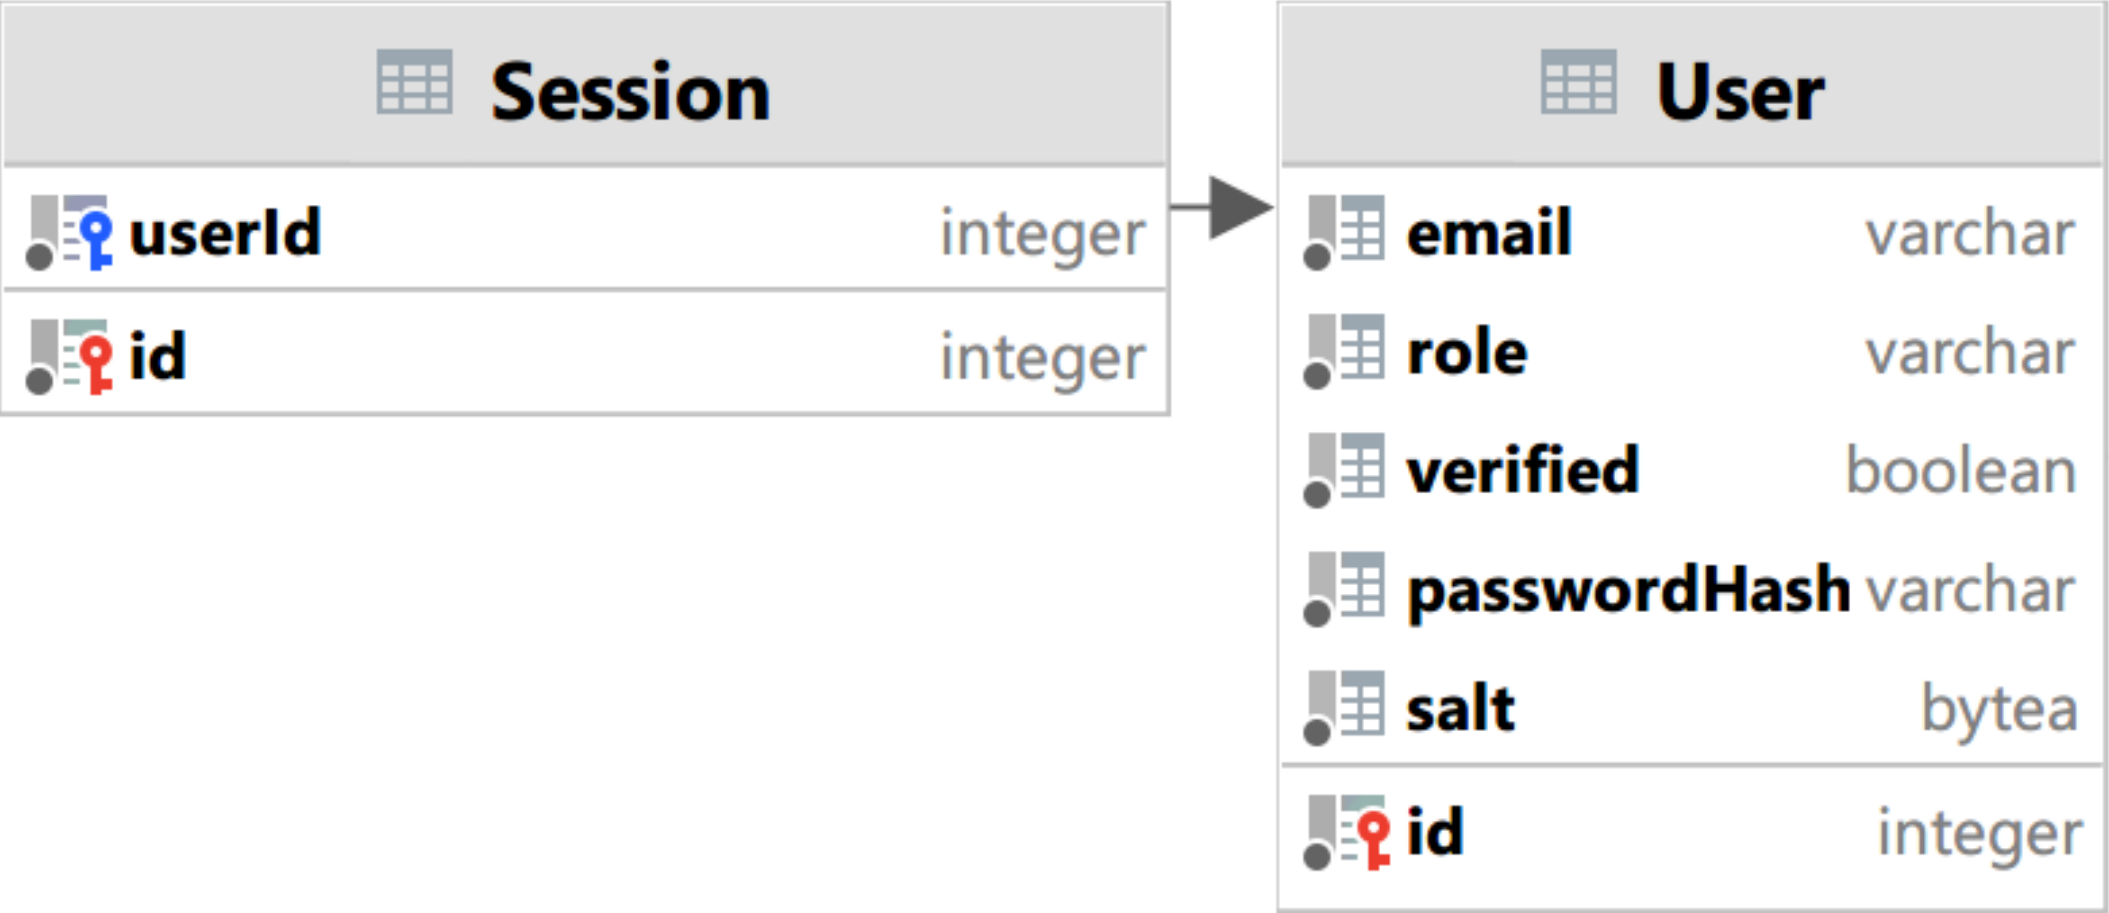 Session
userId integer
id integer
User
email varchar
role varchar
verified boolean
passwordHash varchar
salt bytea
id integer